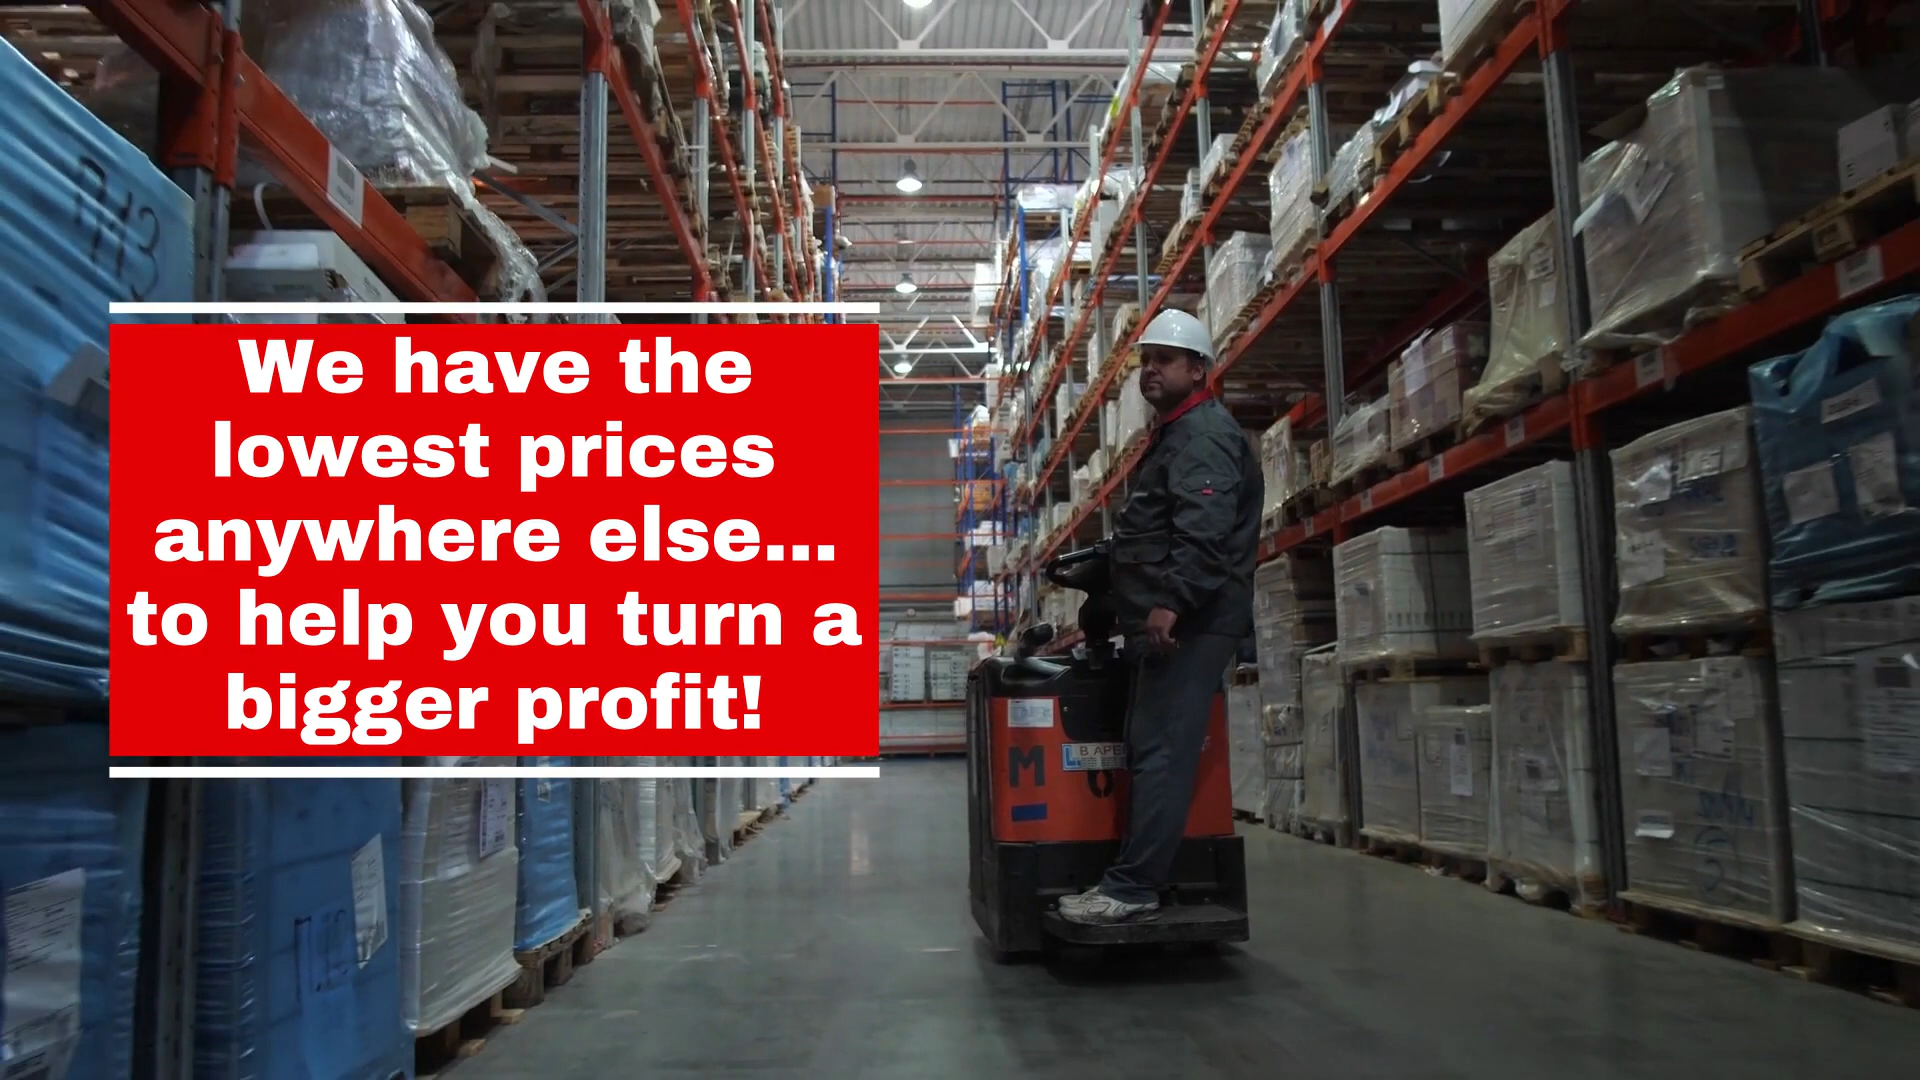 We have the
lowest prices
anywhere else...
to help you turn a
bigger profit!
M